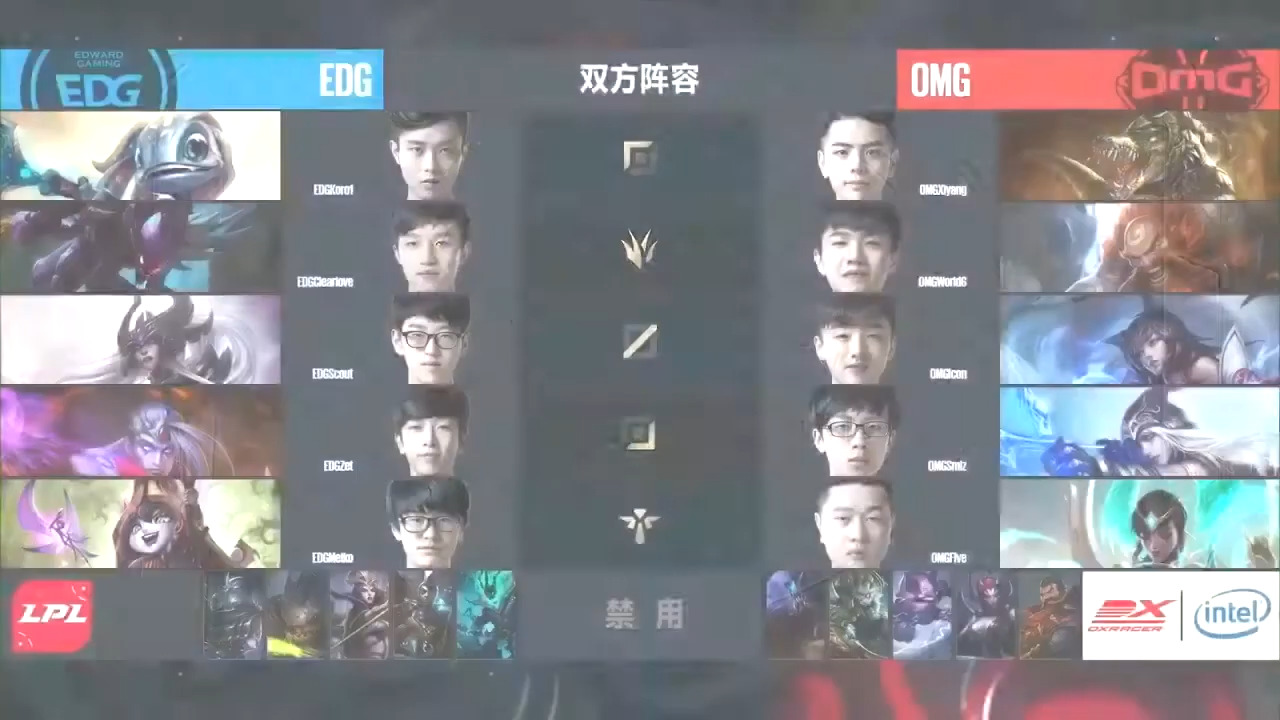 EDWARD
GAMING
EDG
EDG
双方阵容
OMG
OMG
EDGKoro1
OMGXiyang
EDGClearlove
OMGWorld6
EDGScout
OMGIcon
EDGZet
OMGSmlz
EDGMeiko
OMGFive
LPL
禁用
DXRACER
intel